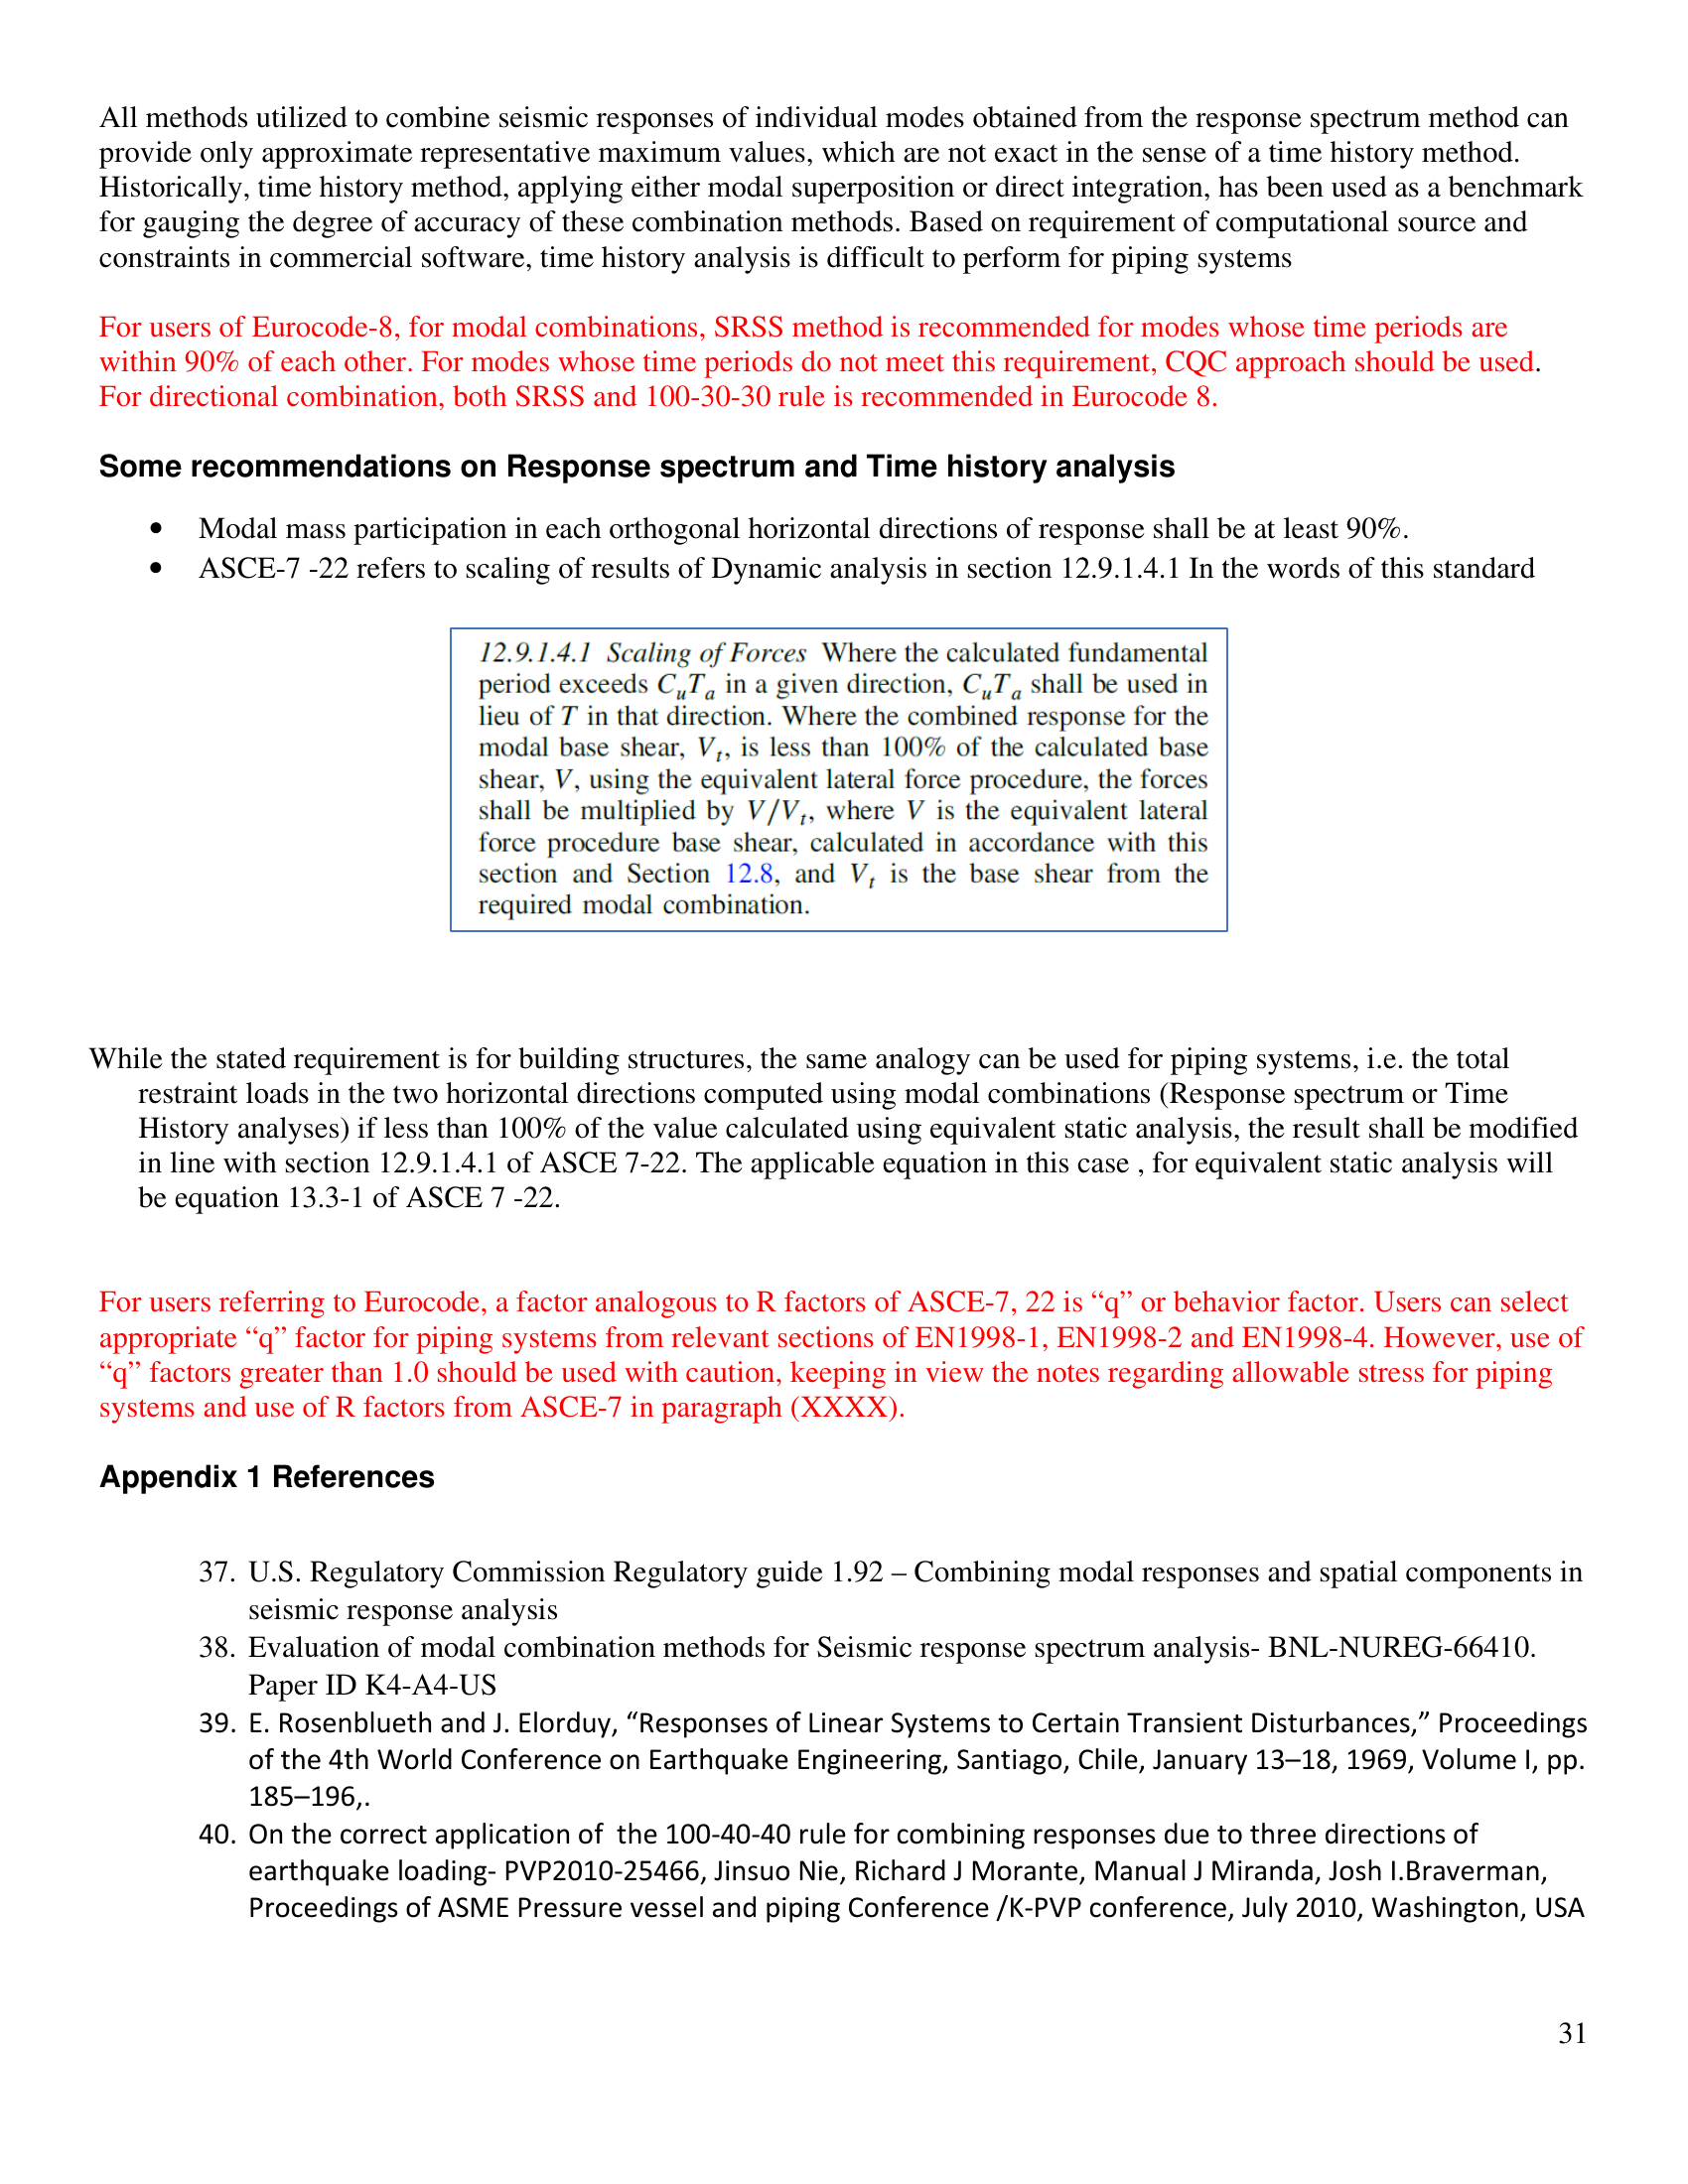 All methods utilized to combine seismic responses of individual modes obtained from the response spectrum method can
provide only approximate representative maximum values, which are not exact in the sense of a time history method.
Historically, time history method, applying either modal superposition or direct integration, has been used as a benchmark
for gauging the degree of accuracy of these combination methods. Based on requirement of computational source and
constraints in commercial software, time history analysis is difficult to perform for piping systems
For users of Eurocode-8, for modal combinations, SRSS method is recommended for modes whose time periods are
within 90% of each other. For modes whose time periods do not meet this requirement, CQC approach should be used.
For directional combination, both SRSS and 100-30-30 rule is recommended in Eurocode 8.
Some recommendations on Response spectrum and Time history analysis
• Modal mass participation in each orthogonal horizontal directions of response shall be at least 90%.
• ASCE-7 -22 refers to scaling of results of Dynamic analysis in section 12.9.1.4.1 In the words of this standard
12.9.1.4.1 Scaling of Forces Where the calculated fundamental
period exceeds CuTa in a given direction, CuTa shall be used in
lieu of T in that direction. Where the combined response for the
modal base shear, Vt, is less than 100% of the calculated base
shear, V, using the equivalent lateral force procedure, the forces
shall be multiplied by V/Vt, where V is the equivalent lateral
force procedure base shear, calculated in accordance with this
section and Section 12.8, and Vt is the base shear from the
required modal combination.
While the stated requirement is for building structures, the same analogy can be used for piping systems, i.e. the total
restraint loads in the two horizontal directions computed using modal combinations (Response spectrum or Time
History analyses) if less than 100% of the value calculated using equivalent static analysis, the result shall be modified
in line with section 12.9.1.4.1 of ASCE 7-22. The applicable equation in this case , for equivalent static analysis will
be equation 13.3-1 of ASCE 7 -22.
For users referring to Eurocode, a factor analogous to R factors of ASCE-7, 22 is “q” or behavior factor. Users can select
appropriate “q” factor for piping systems from relevant sections of EN1998-1, EN1998-2 and EN1998-4. However, use of
“q” factors greater than 1.0 should be used with caution, keeping in view the notes regarding allowable stress for piping
systems and use of R factors from ASCE-7 in paragraph (XXXX).
Appendix 1 References
37. U.S. Regulatory Commission Regulatory guide 1.92 – Combining modal responses and spatial components in
seismic response analysis
38. Evaluation of modal combination methods for Seismic response spectrum analysis- BNL-NUREG-66410.
Paper ID K4-A4-US
39. E. Rosenblueth and J. Elorduy, “Responses of Linear Systems to Certain Transient Disturbances,” Proceedings
of the 4th World Conference on Earthquake Engineering, Santiago, Chile, January 13–18, 1969, Volume I, pp.
185–196,.
40. On the correct application of the 100-40-40 rule for combining responses due to three directions of
earthquake loading- PVP2010-25466, Jinsuo Nie, Richard J Morante, Manual J Miranda, Josh I.Braverman,
Proceedings of ASME Pressure vessel and piping Conference /K-PVP conference, July 2010, Washington, USA
31